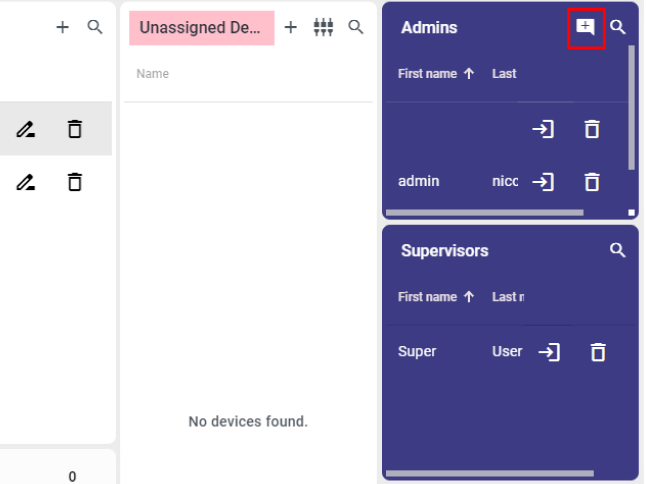 Unassigned De...
Name
No devices found.
0
Admins
First name Last
admin nicc
Supervisors
First name Last n
Super User